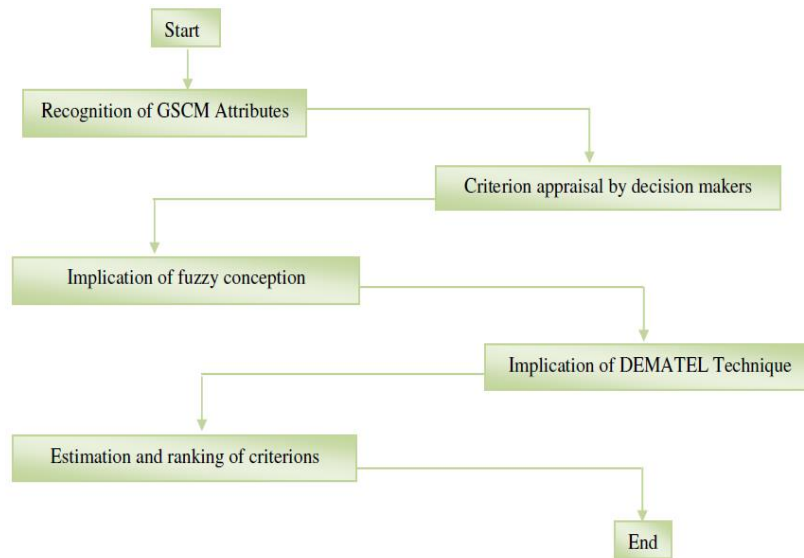 Start
Recognition of GSCM Attributes
Criterion appraisal by decision makers
Implication of fuzzy conception
Implication of DEMATEL Technique
Estimation and ranking of criterions
End